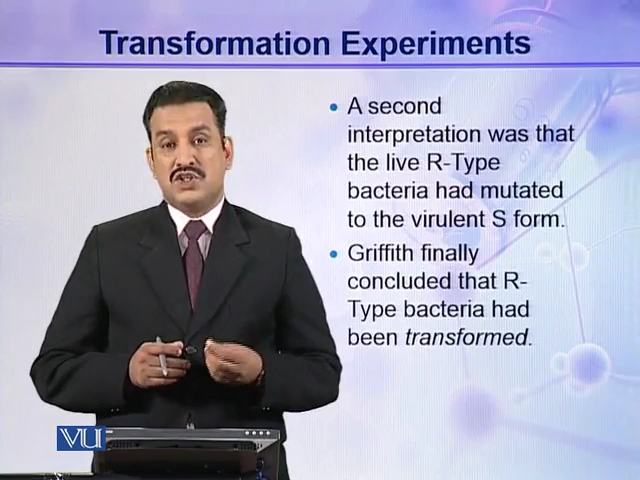 Transformation Experiments
• A second
interpretation was that
the live R-Type
bacteria had mutated
to the virulent S form.
• Griffith finally
concluded that R-
Type bacteria had
been transformed.
VU